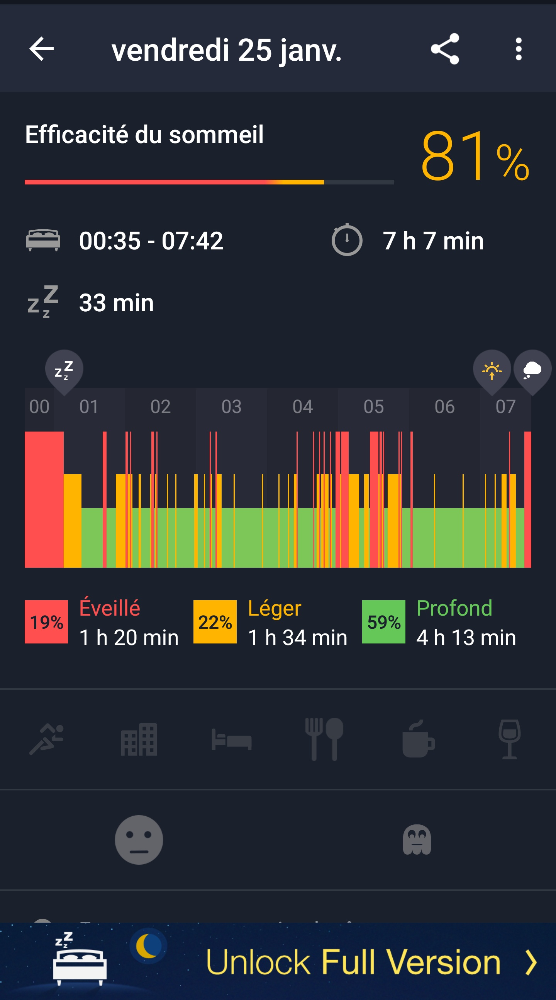 vendredi 25 janv.
Efficacité du sommeil
81%
00:35 - 07:42
7 h 7 min
33 min
00 01 02 03 04 05 06 07
19% Éveillé 1 h 20 min
22% Léger 1 h 34 min
59% Profond 4 h 13 min
Unlock Full Version